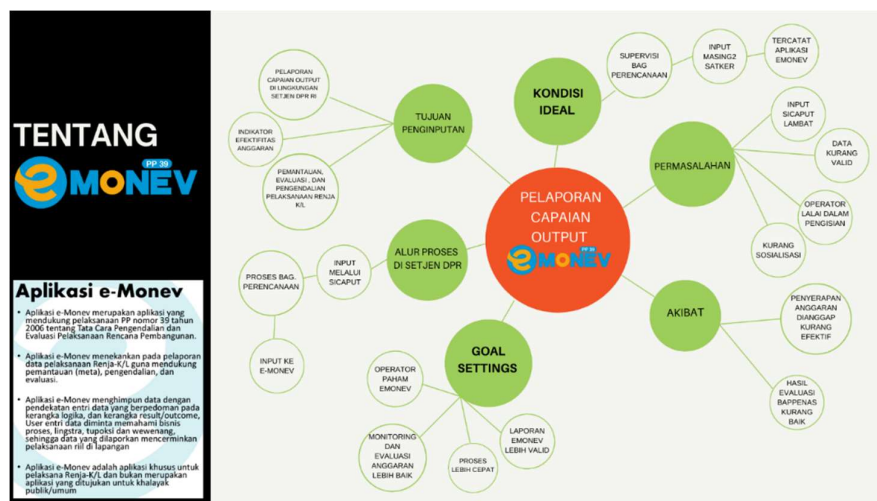 TENTANG
PP 39
eMONEV
Aplikasi e-Monev
• Aplikasi e-Monev merupakan aplikasi yang
mendukung pelaksanaan PP nomor 39 tahun
2006 tentang Tata Cara Pengendalian dan
Evaluasi Pelaksanaan Rencana Pembangunan.
• Aplikasi e-Monev menekankan pada pelaporan
data pelaksanaan Renja-K/L guna mendukung
pemantauan (meta), pengendalian, dan
evaluasi.
• Aplikasi e-Monev menghimpun data dengan
pendekatan entri data yang berpedoman pada
kerangka logika, dan kerangka result/outcome,
User entri data diminta memahami bisnis
proses, lingstra, tupoksi dan wewenang,
sehingga data yang dilaporkan mencerminkan
pelaksanaan riil di lapangan
• Aplikasi e-Monev adalah aplikasi khusus untuk
pelaksana Renja-K/L dan bukan merupakan
aplikasi yang ditujukan untuk khalayak
publik/umum
PELAPORAN
CAPAIAN
OUTPUT
PP 39
eMONEV
TUJUAN
PENGINPUTAN
PELAPORAN
CAPAIAN OUTPUT
DI LINGKUNGAN
SETJEN DPR RI
INDIKATOR
EFEKTIFITAS
ANGGARAN
PEMANTAUAN,
EVALUASI , DAN
PENGENDALIAN
PELAKSANAAN RENJA
K/L
KONDISI
IDEAL
SUPERVISI
BAG
PERENCANAAN
INPUT
MASING2
SATKER
TERCATAT
APLIKASI
EMONEV
PERMASALAHAN
INPUT
SICAPUT
LAMBAT
DATA
KURANG
VALID
OPERATOR
LALAI DALAM
PENGISIAN
KURANG
SOSIALISASI
ALUR PROSES
DI SETJEN DPR
INPUT
MELALUI
SICAPUT
PROSES BAG.
PERENCANAAN
INPUT KE
E-MONEV
AKIBAT
PENYERAPAN
ANGGARAN
DIANGGAP
KURANG
EFEKTIF
HASIL
EVALUASI
BAPPENAS
KURANG
BAIK
GOAL
SETTINGS
OPERATOR
PAHAM
EMONEV
MONITORING
DAN
EVALUASI
ANGGARAN
LEBIH BAIK
PROSES
LEBIH CEPAT
LAPORAN
EMONEV
LEBIH VALID